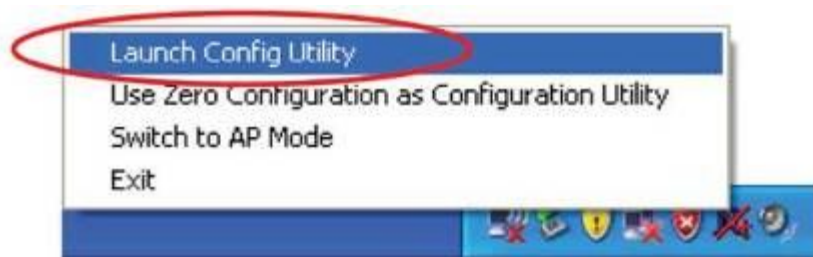 Launch Config Utility
Use Zero Configuration as Configuration Utility
Switch to AP Mode
Exit